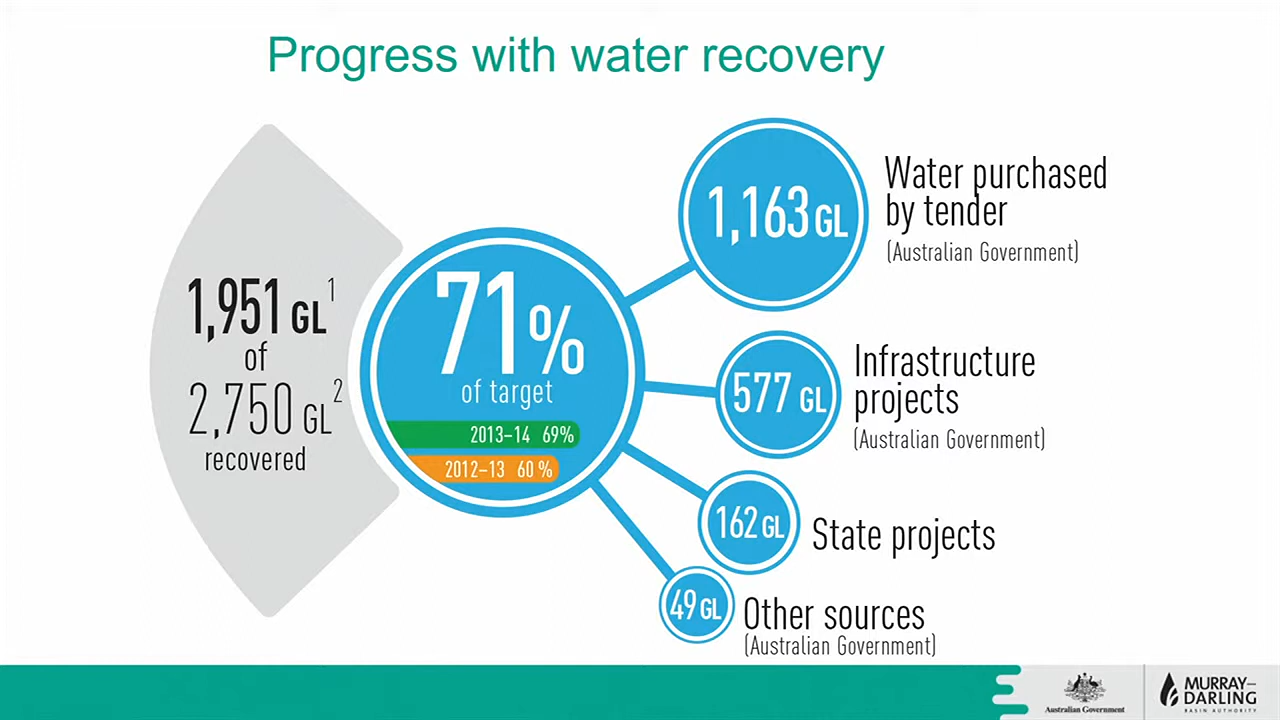 Progress with water recovery
1,951 GL¹
of
2,750 GL²
recovered
71%
of target
2013–14 69%
2012–13 60 %
1,163 GL
Water purchased
by tender
(Australian Government)
577 GL
Infrastructure
projects
(Australian Government)
162 GL
State projects
49 GL
Other sources
(Australian Government)
Australian Government
MURRAY–
DARLING
BASIN AUTHORITY